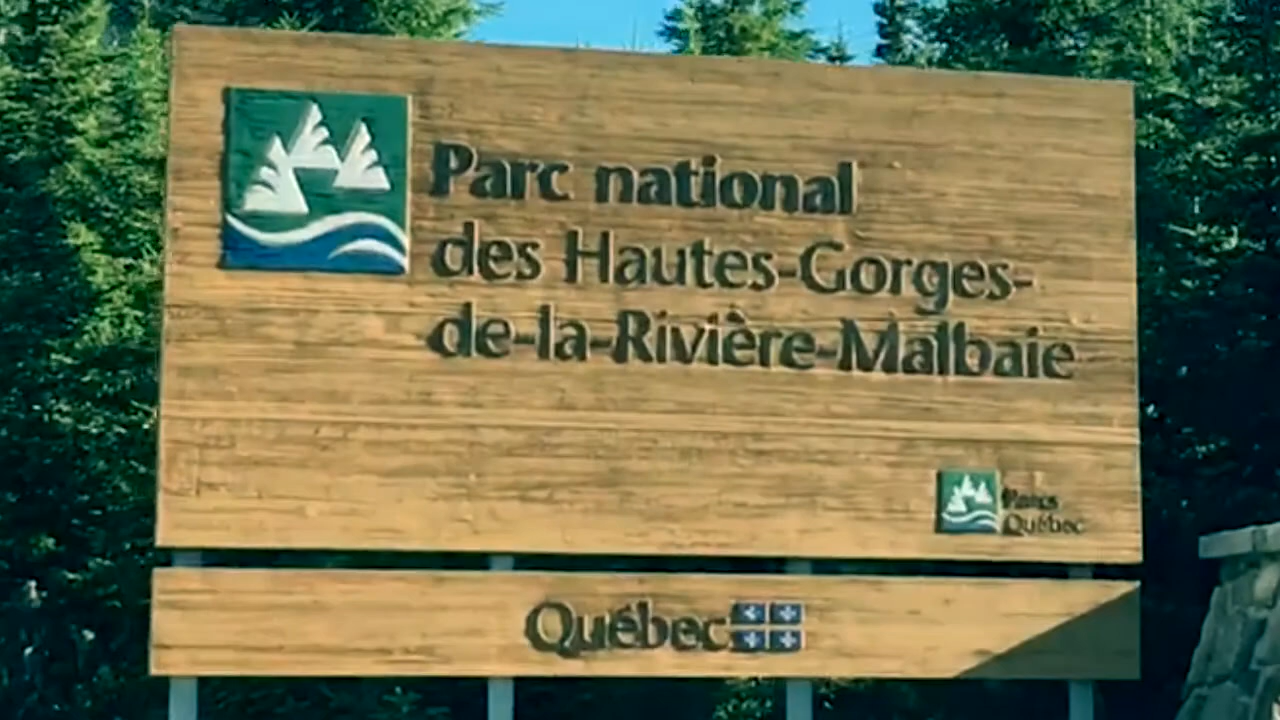 Parc national
des Hautes-Gorges-
de-la-Rivière-Malbaie
Parcs
Québec
Québec